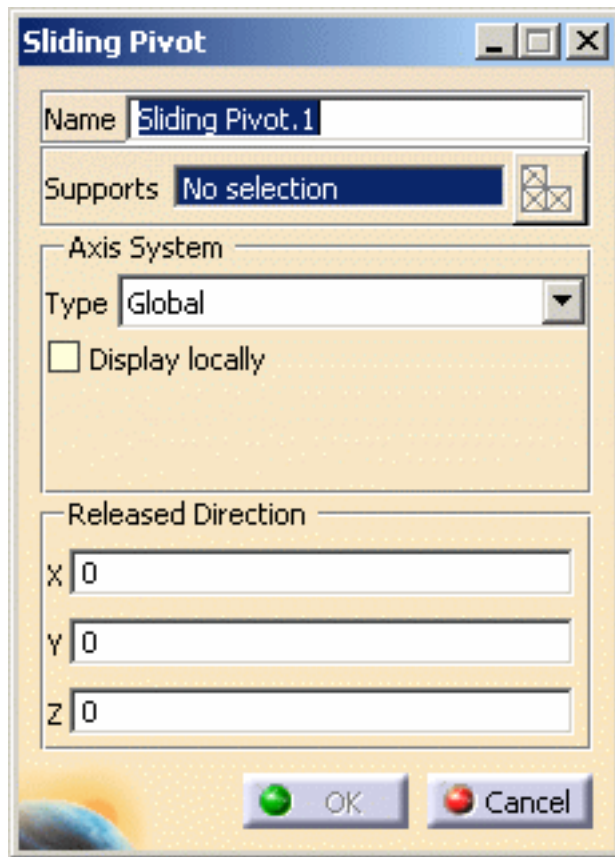 Sliding Pivot
Name Sliding Pivot.1
Supports No selection
Axis System
Type Global
Display locally
Released Direction
X 0
Y 0
Z 0
OK Cancel